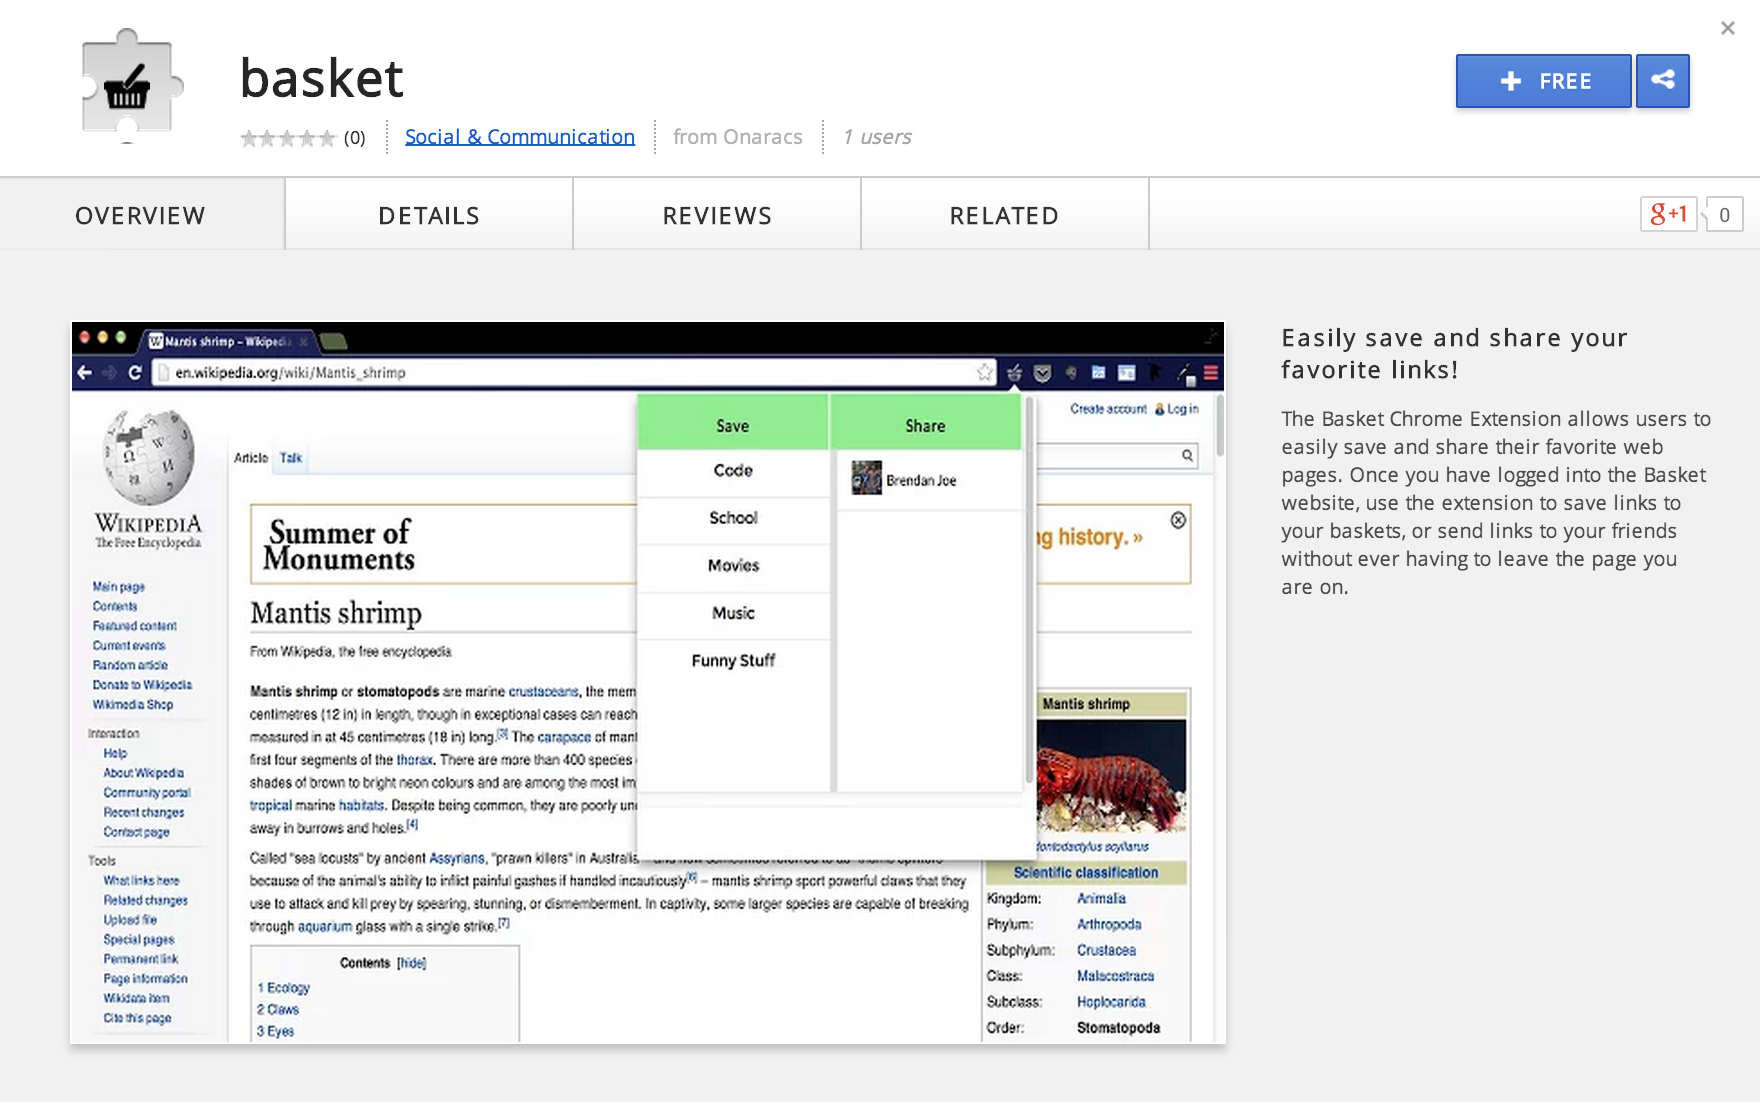 basket
(0)
Social & Communication
from Onaracs
1 users
+ FREE
OVERVIEW
DETAILS
REVIEWS
RELATED
g+1
0
Mantis shrimp – Wikipedia
en.wikipedia.org/wiki/Mantis_shrimp
Create account Log in
Save
Share
Code
School
Movies
Music
Funny Stuff
Brendan Joe
WIKIPEDIA
The Free Encyclopedia
Main page
Contents
Featured content
Current events
Random article
Donate to Wikipedia
Wikimedia Shop
Interaction
Help
About Wikipedia
Community portal
Recent changes
Contact page
Tools
What links here
Related changes
Upload file
Special pages
Permanent link
Page information
Wikidata item
Cite this page
Article Talk
Summer of
Monuments
ng history. »
Mantis shrimp
From Wikipedia, the free encyclopedia
Mantis shrimp or stomatopods are marine crustaceans, the mem
centimetres (12 in) in length, though in exceptional cases can reach
measured in at 45 centimetres (18 in) long.[3] The carapace of mant
first four segments of the thorax. There are more than 400 species
shades of brown to bright neon colours and are among the most im
tropical marine habitats. Despite being common, they are poorly un
away in burrows and holes.[4]
Called "sea locusts" by ancient Assyrians, "prawn killers" in Australia
because of the animal's ability to inflict painful gashes if handled incautiously[6] – mantis shrimp sport powerful claws that they
use to attack and kill prey by spearing, stunning, or dismemberment. In captivity, some larger species are capable of breaking
through aquarium glass with a single strike.[7]
Contents [hide]
1 Ecology
2 Claws
3 Eyes
Mantis shrimp
dontodactylus scyllarus
Scientific classification
Kingdom: Animalia
Phylum: Arthropoda
Subphylum: Crustacea
Class: Malacostraca
Subclass: Hoplocarida
Order: Stomatopoda
Easily save and share your
favorite links!
The Basket Chrome Extension allows users to
easily save and share their favorite web
pages. Once you have logged into the Basket
website, use the extension to save links to
your baskets, or send links to your friends
without ever having to leave the page you
are on.